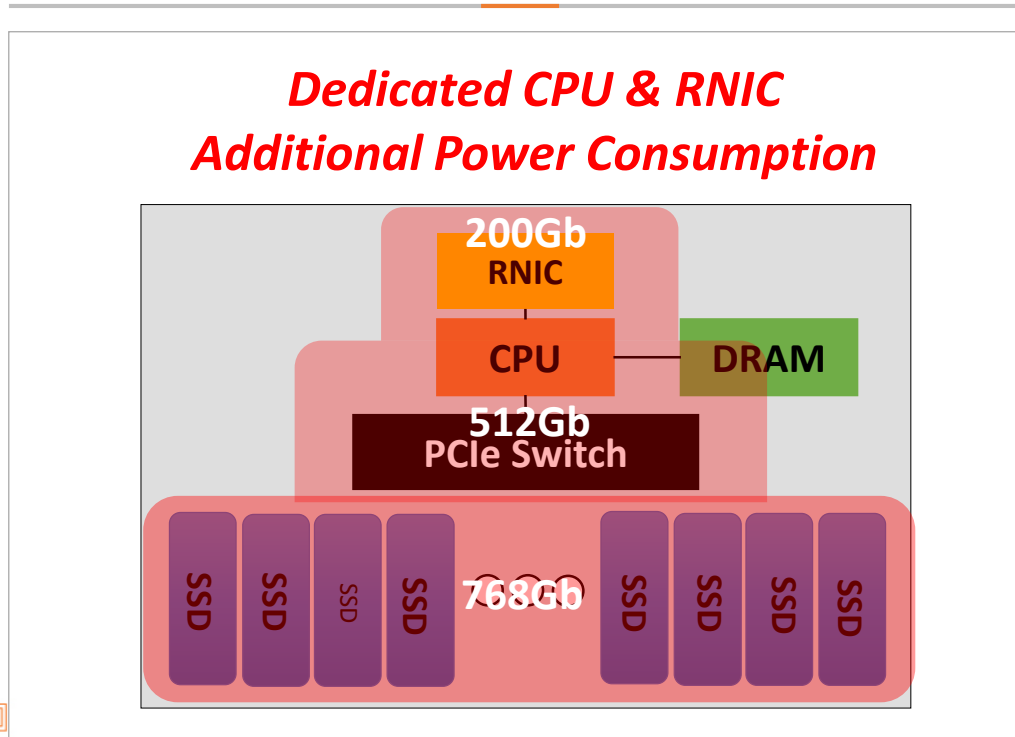 Dedicated CPU & RNIC
Additional Power Consumption
200Gb
RNIC
CPU
DRAM
512Gb
PCIe Switch
SSD
SSD
SSD
SSD
768Gb
SSD
SSD
SSD
SSD